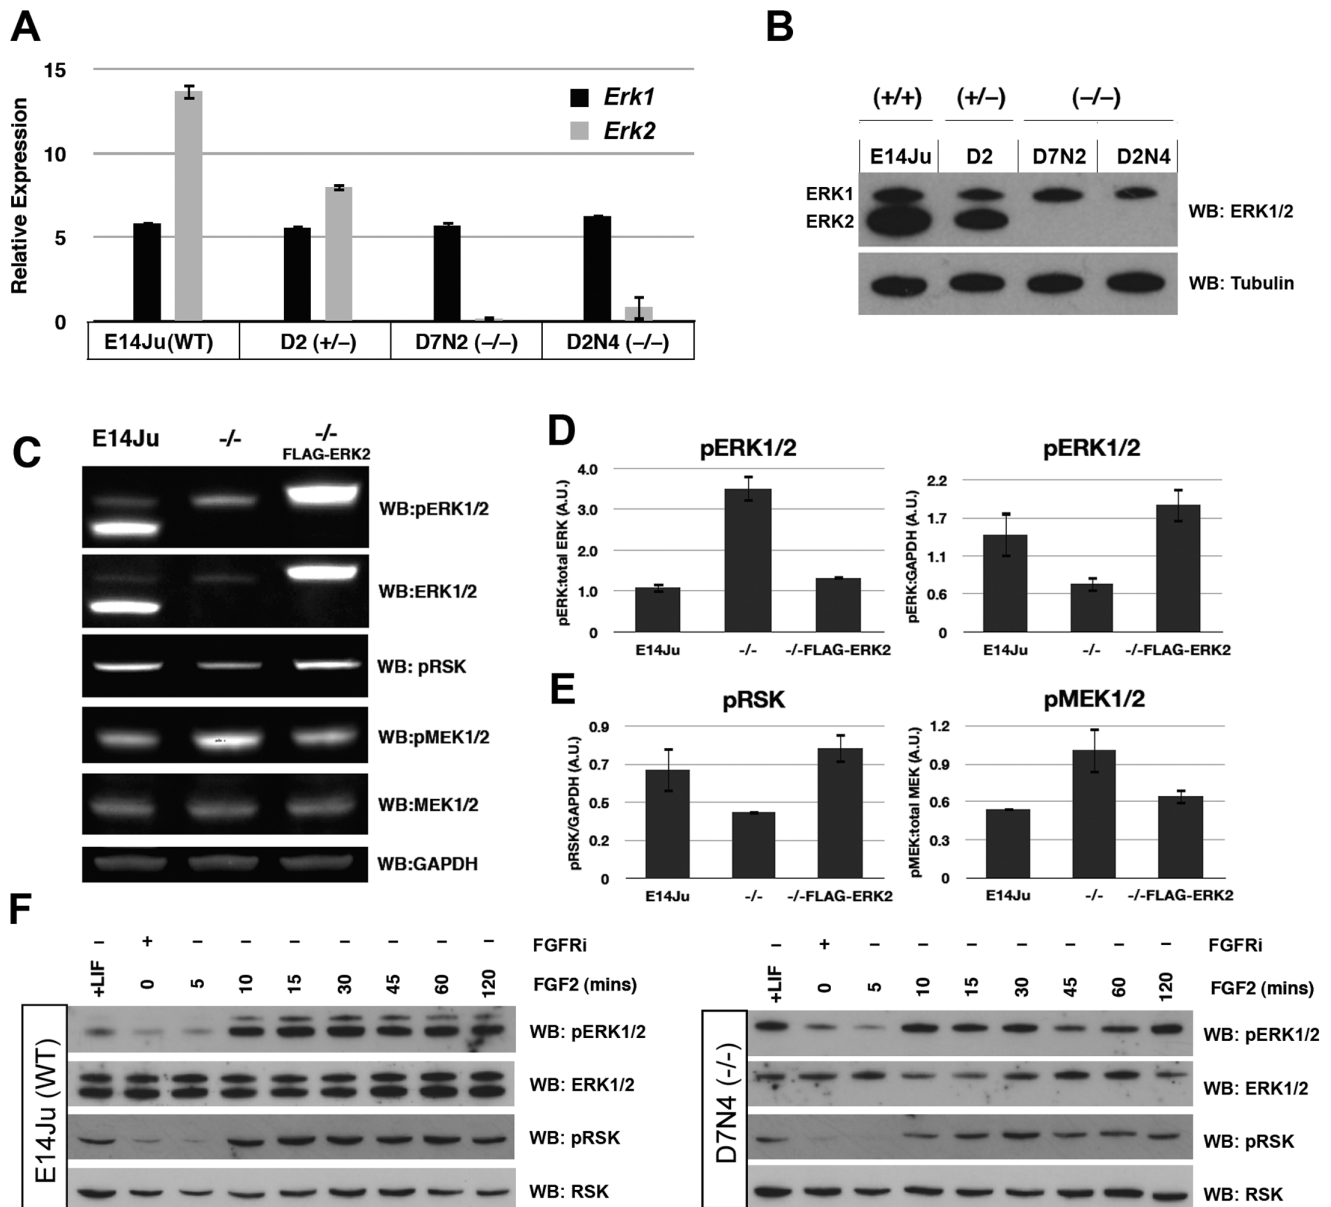 A
15
10
5
0
Relative Expression
Erk1
Erk2
E14Ju(WT)
D2 (+/–)
D7N2 (–/–)
D2N4 (–/–)
B
(+/+)
(+/–)
(–/–)
E14Ju
D2
D7N2
D2N4
ERK1
ERK2
WB: ERK1/2
WB: Tubulin
C
E14Ju
-/-
-/-
FLAG-ERK2
WB:pERK1/2
WB:ERK1/2
WB: pRSK
WB:pMEK1/2
WB:MEK1/2
WB:GAPDH
D
pERK1/2
pERK:total ERK (A.U.)
4.0
3.0
2.0
1.0
0
E14Ju
-/-
-/-FLAG-ERK2
pERK1/2
pERK:GAPDH (A.U.)
2.2
1.7
1.1
0.6
0
E14Ju
-/-
-/-FLAG-ERK2
E
pRSK
pRSK/GAPDH (A.U.)
0.9
0.7
0.5
0.2
0
E14Ju
-/-
-/-FLAG-ERK2
pMEK1/2
pMEK:total MEK (A.U.)
1.2
0.9
0.6
0.3
0
E14Ju
-/-
-/-FLAG-ERK2
F
– + – – – – – – – FGFRi
+LIF 0 5 10 15 30 45 60 120 FGF2 (mins)
E14Ju (WT)
WB: pERK1/2
WB: ERK1/2
WB: pRSK
WB: RSK
– + – – – – – – – FGFRi
+LIF 0 5 10 15 30 45 60 120 FGF2 (mins)
D7N4 (-/-)
WB: pERK1/2
WB: ERK1/2
WB: pRSK
WB: RSK